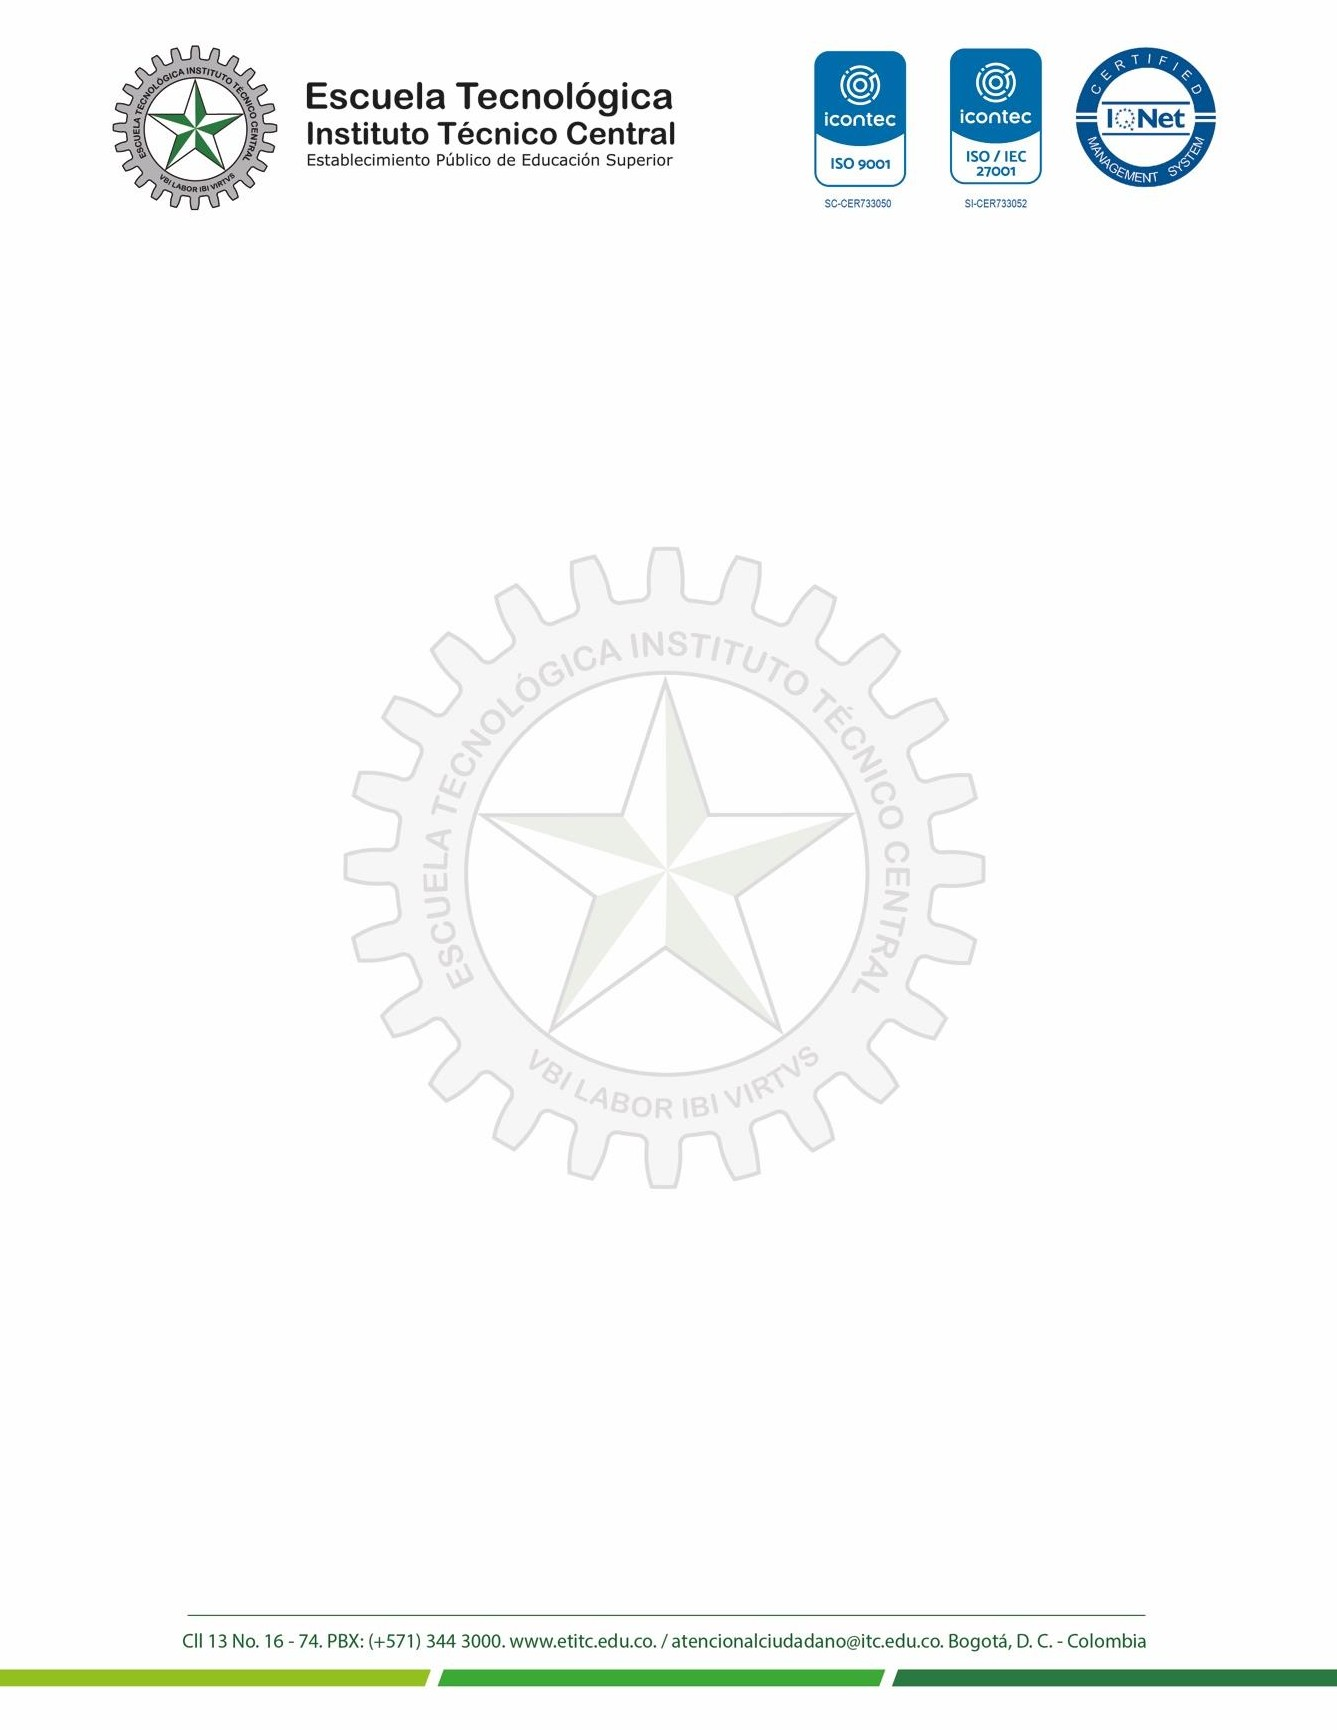 ESCUELA TECNOLÓGICA INSTITUTO TÉCNICO CENTRAL
VBI LABOR IBI VIRTVS
Escuela Tecnológica
Instituto Técnico Central
Establecimiento Público de Educación Superior
icontec
ISO 9001
SC-CER733050
icontec
ISO / IEC
27001
SI-CER733052
CERTIFIED
IQNet
MANAGEMENT SYSTEM
ESCUELA TECNOLÓGICA INSTITUTO TÉCNICO CENTRAL
VBI LABOR IBI VIRTVS
Cll 13 No. 16 - 74. PBX: (+571) 344 3000. www.etitc.edu.co. / atencionalciudadano@itc.edu.co. Bogotá, D. C. - Colombia